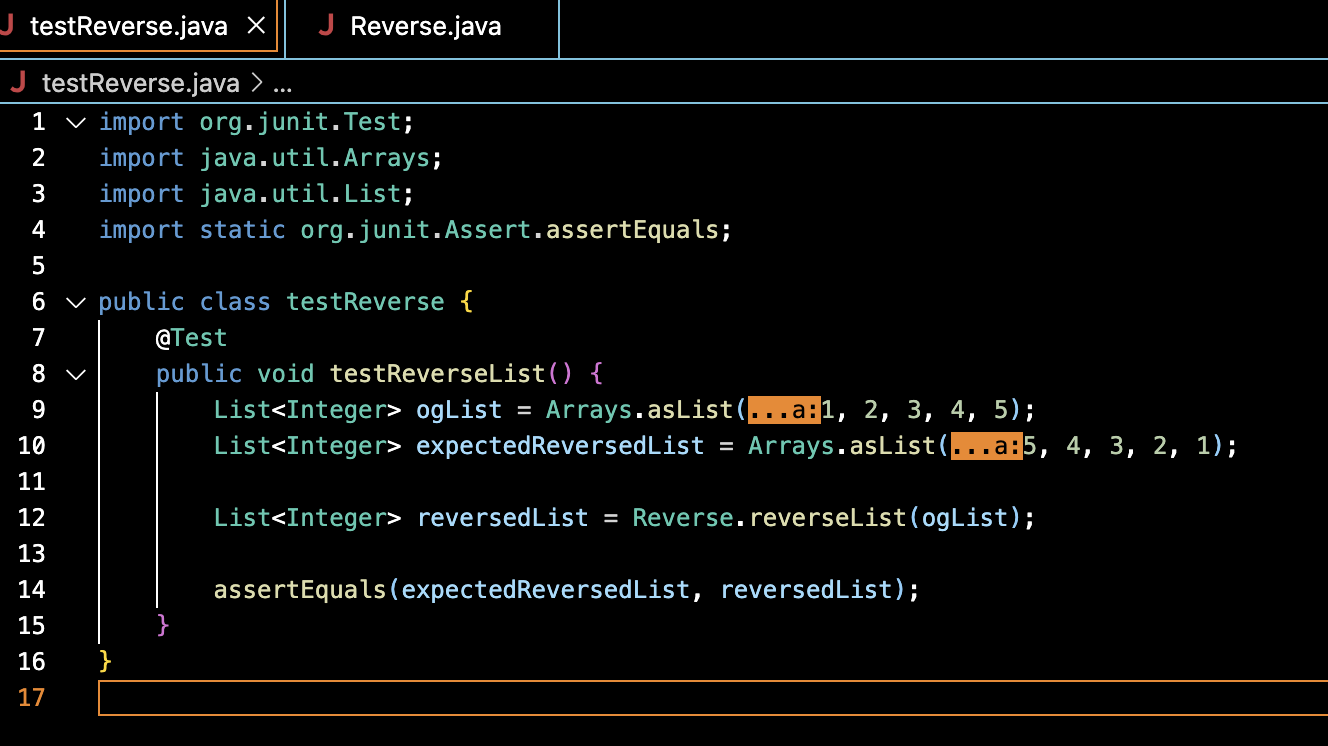 J testReverse.java × J Reverse.java
J testReverse.java > ...
1 import org.junit.Test;
2 import java.util.Arrays;
3 import java.util.List;
4 import static org.junit.Assert.assertEquals;
5
6 public class testReverse {
7 @Test
8 public void testReverseList() {
9 List<Integer> ogList = Arrays.asList(...a:1, 2, 3, 4, 5);
10 List<Integer> expectedReversedList = Arrays.asList(...a:5, 4, 3, 2, 1);
11
12 List<Integer> reversedList = Reverse.reverseList(ogList);
13
14 assertEquals(expectedReversedList, reversedList);
15 }
16 }
17